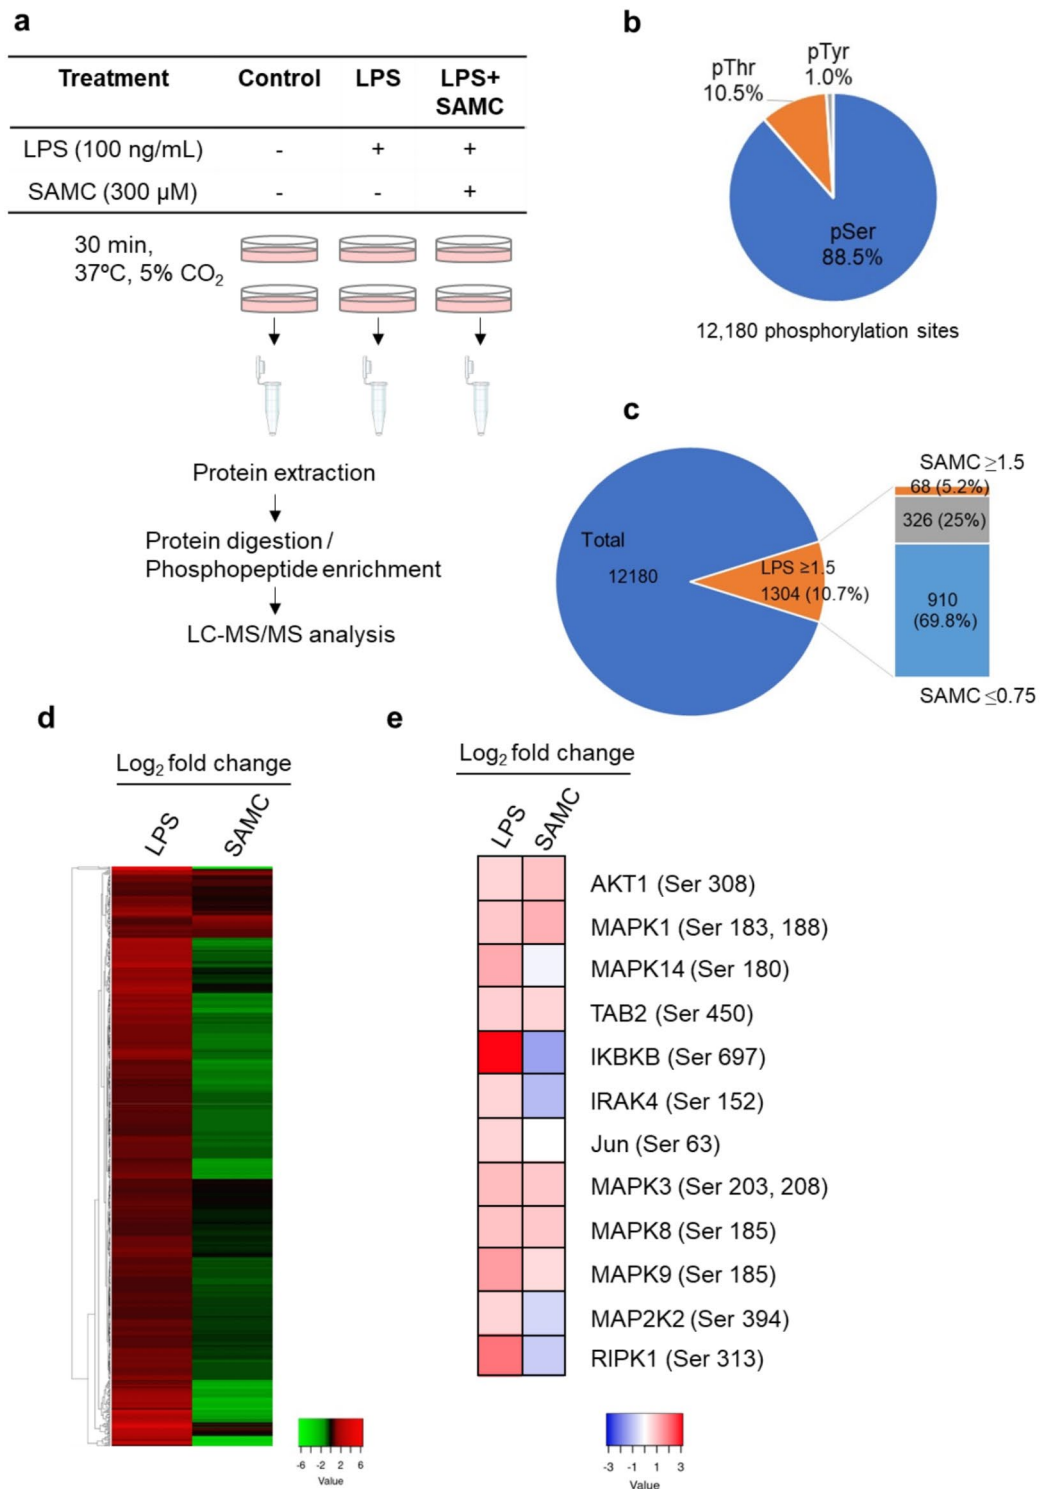 a
Treatment Control LPS LPS+
SAMC
LPS (100 ng/mL) - + +
SAMC (300 µM) - - +
30 min,
37ºC, 5% CO2
Protein extraction
Protein digestion /
Phosphopeptide enrichment
LC-MS/MS analysis
b
pTyr
1.0%
pThr
10.5%
pSer
88.5%
12,180 phosphorylation sites
c
Total
12180
LPS ≥1.5
1304 (10.7%)
SAMC ≥1.5
68 (5.2%)
326 (25%)
910
(69.8%)
SAMC ≤0.75
d
Log2 fold change
LPS SAMC
-6 -2 2 6
Value
e
Log2 fold change
LPS SAMC
AKT1 (Ser 308)
MAPK1 (Ser 183, 188)
MAPK14 (Ser 180)
TAB2 (Ser 450)
IKBKB (Ser 697)
IRAK4 (Ser 152)
Jun (Ser 63)
MAPK3 (Ser 203, 208)
MAPK8 (Ser 185)
MAPK9 (Ser 185)
MAP2K2 (Ser 394)
RIPK1 (Ser 313)
-3 -1 1 3
Value